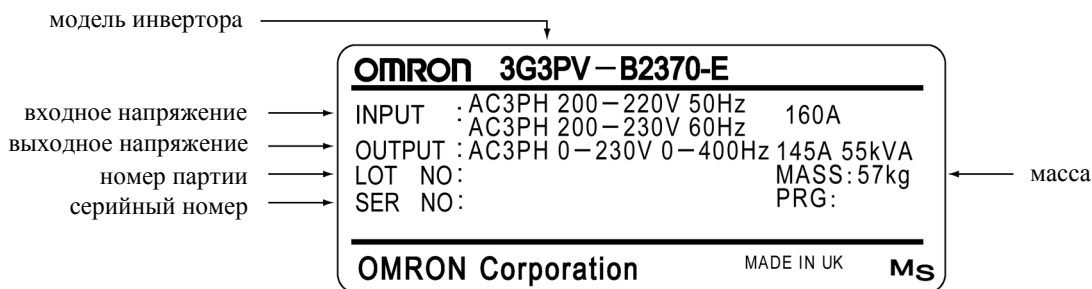 модель инвертора
OMRON 3G3PV－B2370-E
входное напряжение INPUT : AC3PH 200－220V 50Hz 160A
AC3PH 200－230V 60Hz
выходное напряжение OUTPUT : AC3PH 0－230V 0－400Hz 145A 55kVA
номер партии LOT NO: MASS: 57kg масса
серийный номер SER NO: PRG:
OMRON Corporation MADE IN UK MS